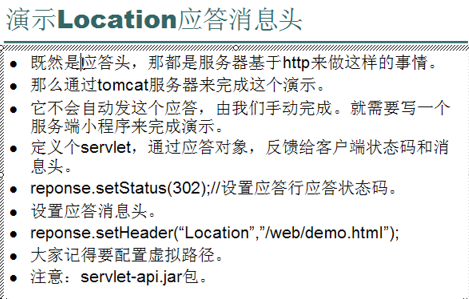 演示Location应答消息头
● 既然是应答头，那都是服务器基于http来做这样的事情。
● 那么通过tomcat服务器来完成这个演示。
● 它不会自动发这个应答，由我们手动完成。就需要写一个
服务端小程序来完成演示。
● 定义个servlet，通过应答对象，反馈给客户端状态码和消
息头。
● reponse.setStatus(302);//设置应答行应答状态码。
● 设置应答消息头。
● reponse.setHeader(“Location”,”/web/demo.html”);
● 大家记得要配置虚拟路径。
● 注意：servlet-api.jar包。